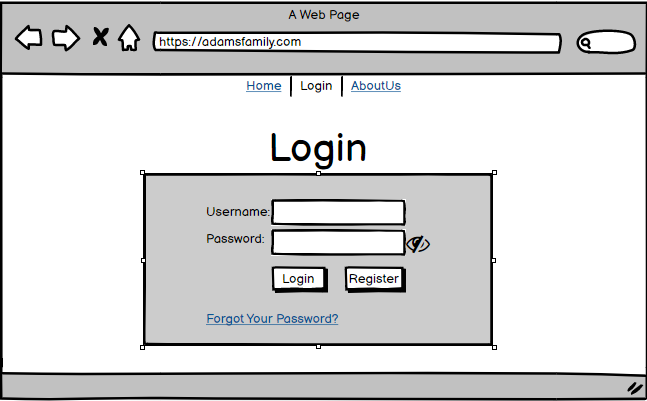 A Web Page
https://adamsfamily.com
Home Login AboutUs
Login
Username:
Password:
Login Register
Forgot Your Password?